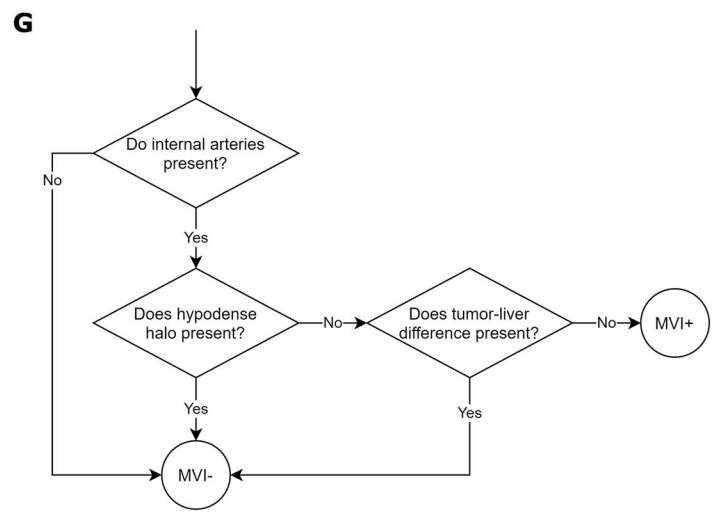 G
Do internal arteries
present?
No
Yes
Does hypodense
halo present?
No
Does tumor-liver
difference present?
No
MVI+
Yes
Yes
MVI-